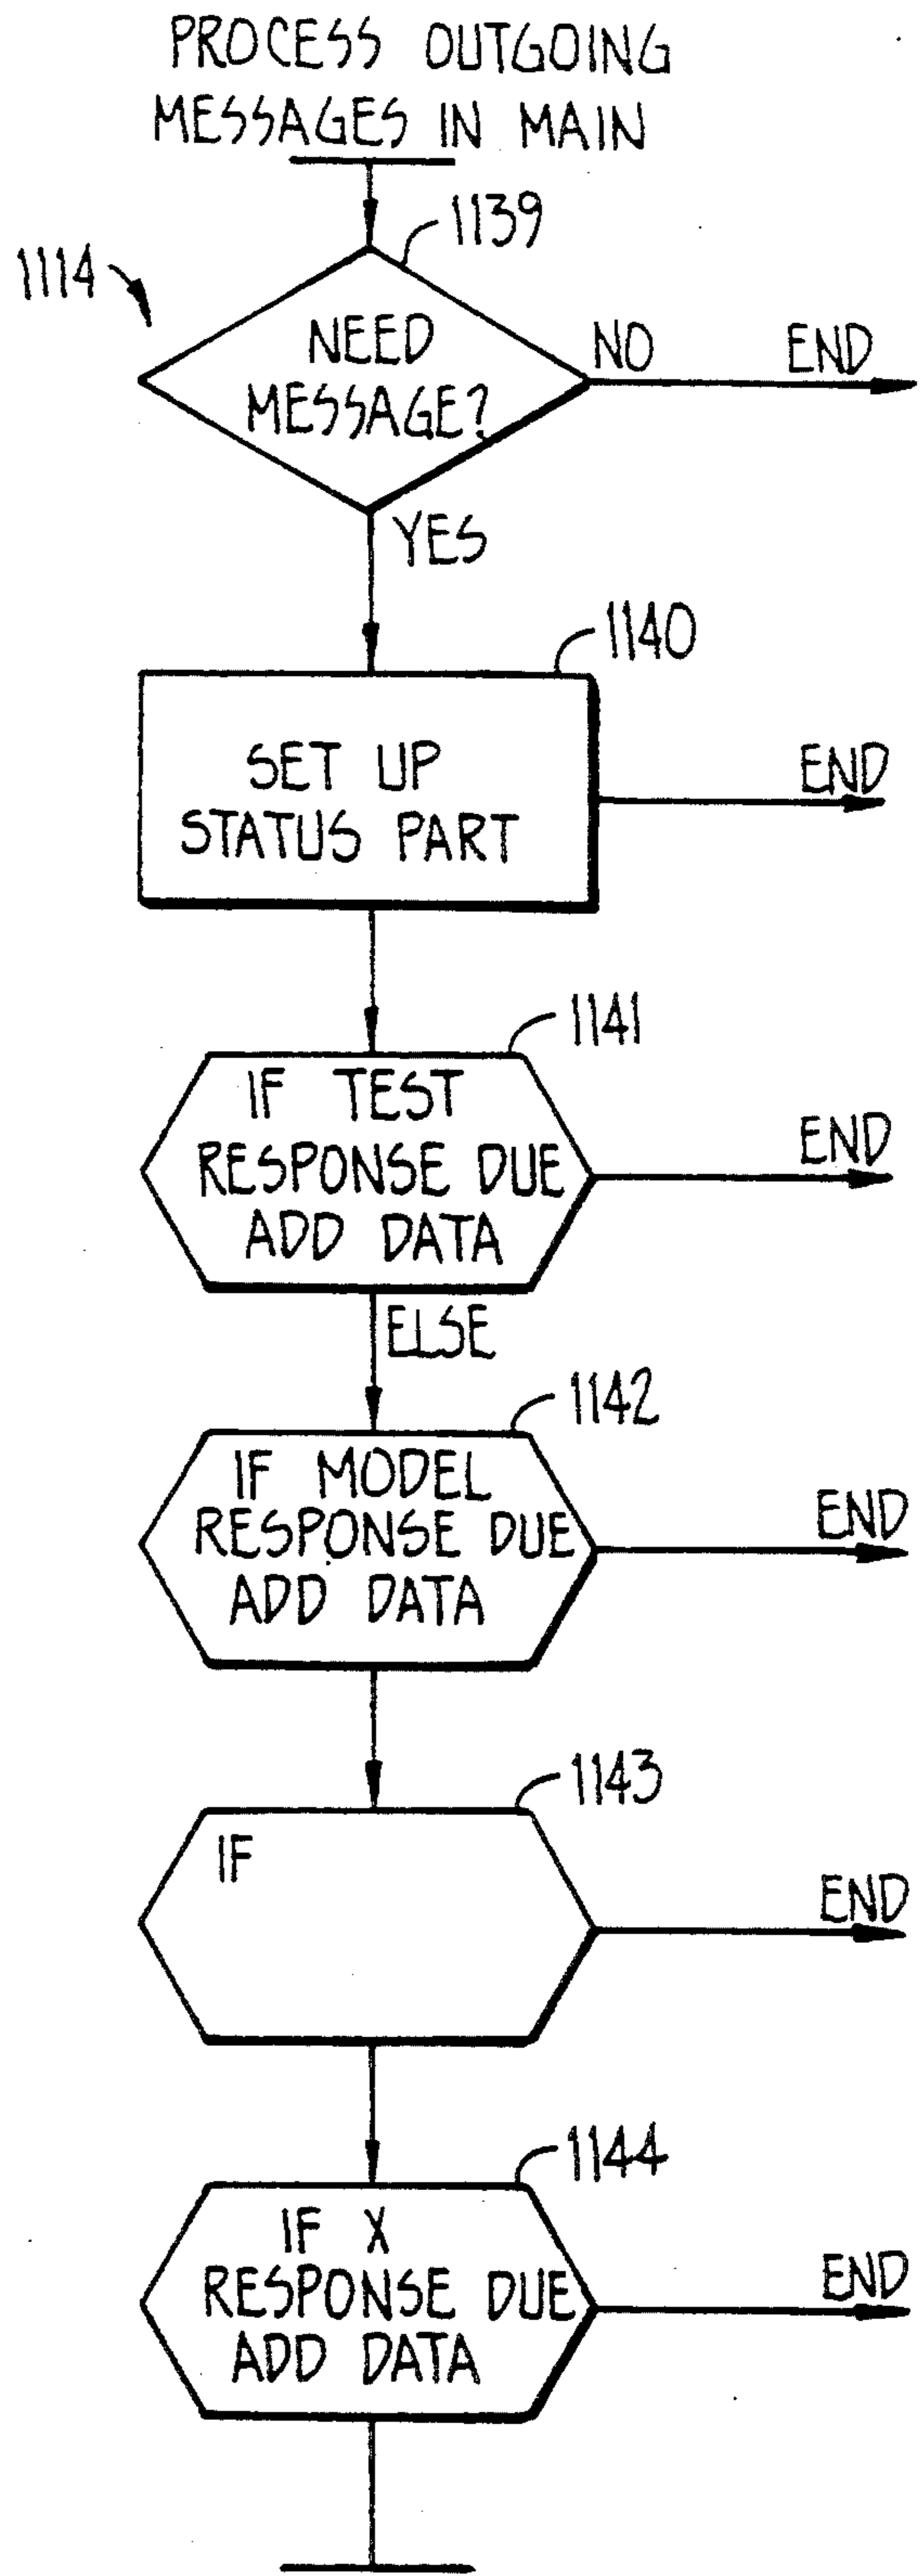 PROCESS OUTGOING
MESSAGES IN MAIN
1139
1114
NEED
MESSAGE?
NO
END
YES
1140
SET UP
STATUS PART
END
1141
IF TEST
RESPONSE DUE
ADD DATA
END
ELSE
1142
IF MODEL
RESPONSE DUE
ADD DATA
END
1143
IF
END
1144
IF X
RESPONSE DUE
ADD DATA
END